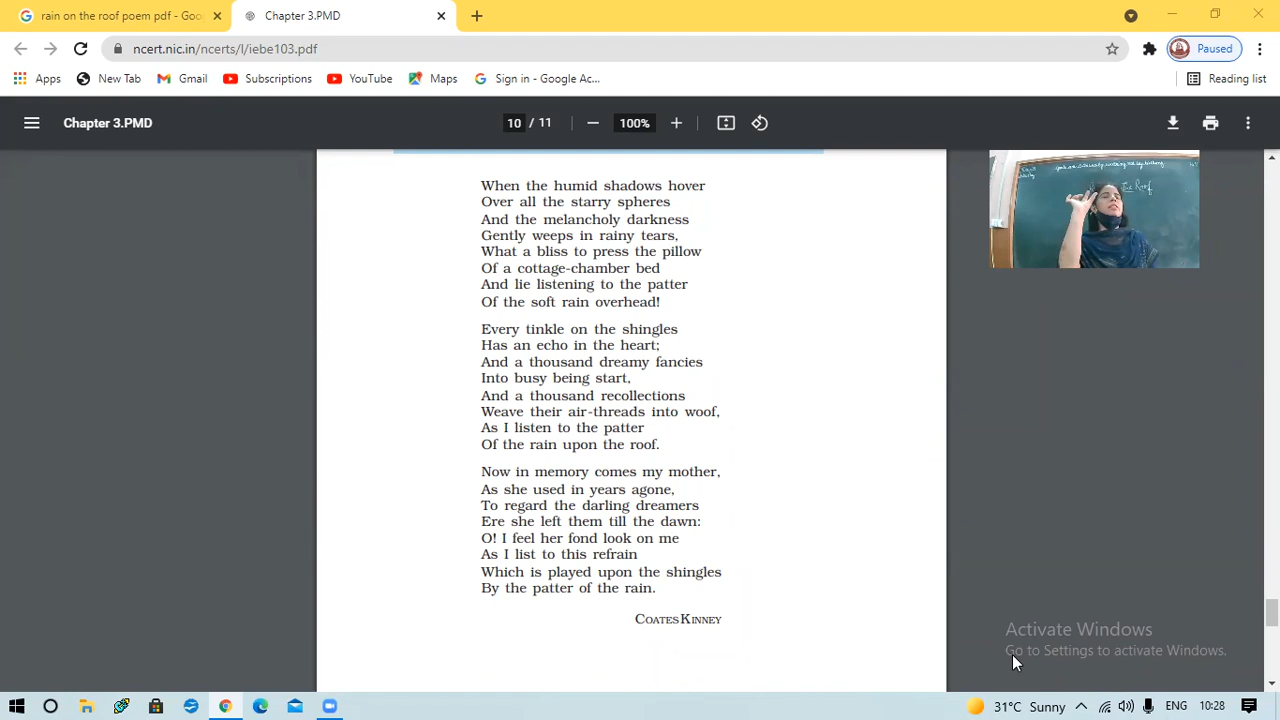 rain on the roof poem pdf - Goo
Chapter 3.PMD
ncert.nic.in/ncerts/l/iebe103.pdf
Paused
Apps
New Tab
Gmail
Subscriptions
YouTube
Maps
Sign in - Google Ac...
Reading list
Chapter 3.PMD
10 / 11
100%
When the humid shadows hover
Over all the starry spheres
And the melancholy darkness
Gently weeps in rainy tears,
What a bliss to press the pillow
Of a cottage-chamber bed
And lie listening to the patter
Of the soft rain overhead!
Every tinkle on the shingles
Has an echo in the heart;
And a thousand dreamy fancies
Into busy being start,
And a thousand recollections
Weave their air-threads into woof,
As I listen to the patter
Of the rain upon the roof.
Now in memory comes my mother,
As she used in years agone,
To regard the darling dreamers
Ere she left them till the dawn:
O! I feel her fond look on me
As I list to this refrain
Which is played upon the shingles
By the patter of the rain.
COATES KINNEY
Roof
Activate Windows
Go to Settings to activate Windows.
31°C Sunny
ENG
10:28